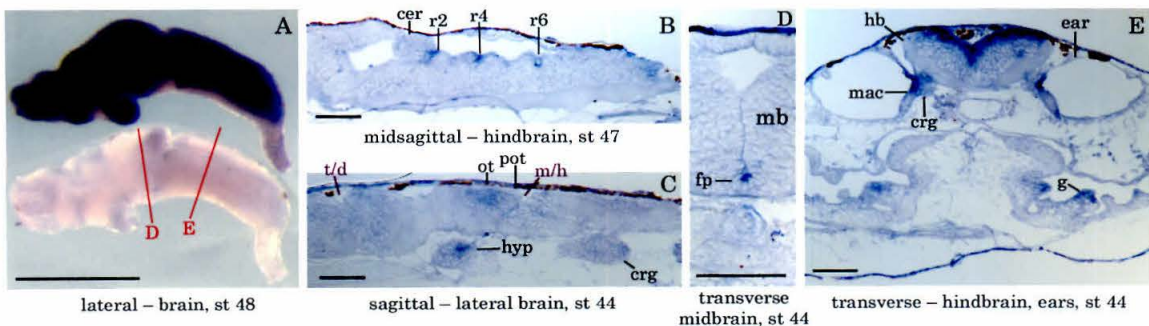 A
D
E
lateral – brain, st 48
cer r2 r4 r6
B
midsagittal – hindbrain, st 47
t/d ot pot m/h
C
hyp
crg
sagittal – lateral brain, st 44
D
mb
fp
transverse
midbrain, st 44
hb ear
E
mac
crg
g
transverse – hindbrain, ears, st 44